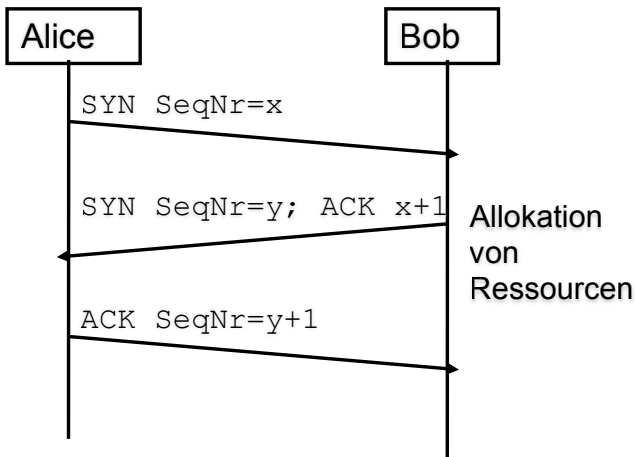 Alice
Bob
SYN SeqNr=x
SYN SeqNr=y; ACK x+1
Allokation
von
Ressourcen
ACK SeqNr=y+1